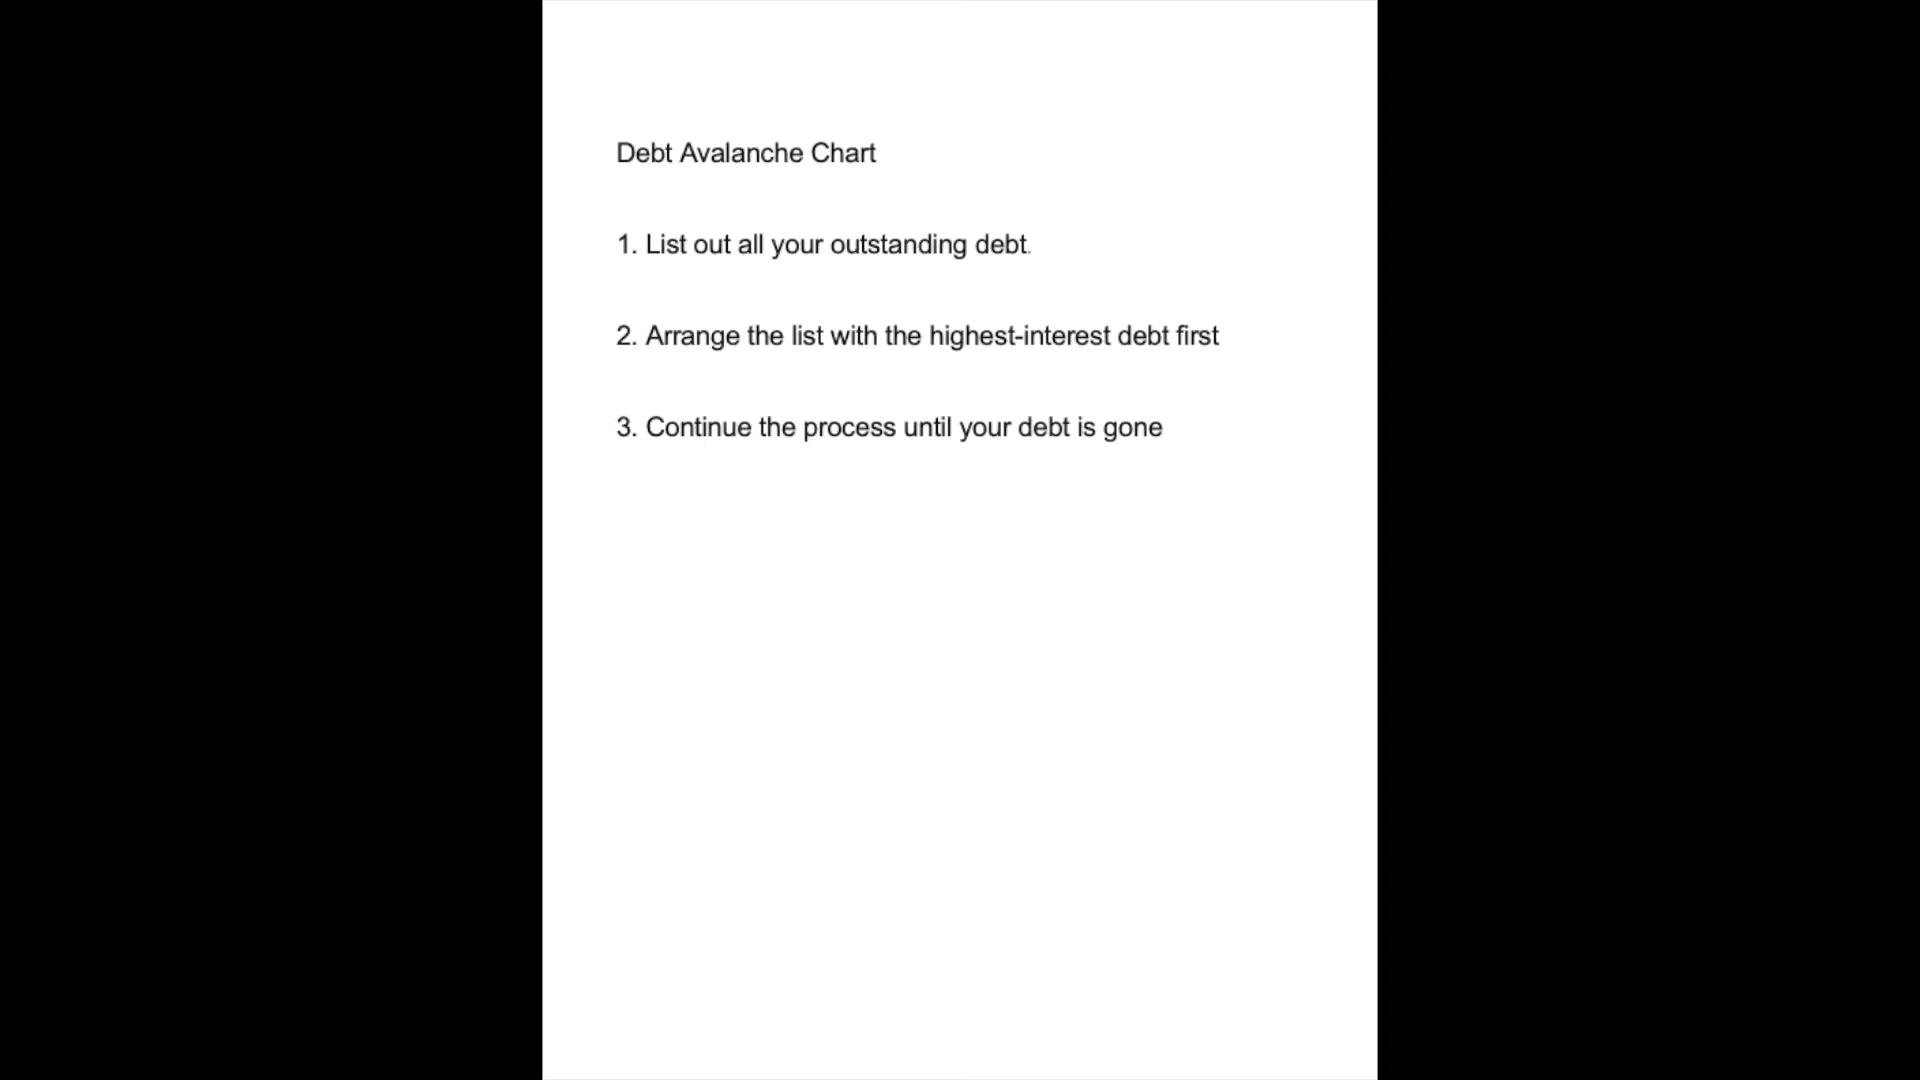 Debt Avalanche Chart
1. List out all your outstanding debt.
2. Arrange the list with the highest-interest debt first
3. Continue the process until your debt is gone